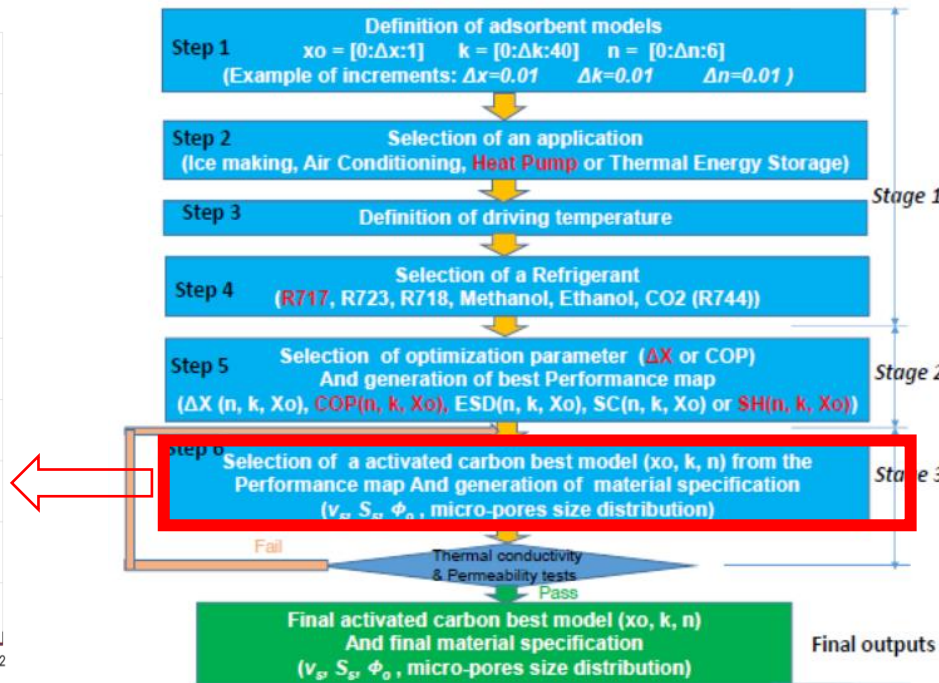 Definition of adsorbent models
Step 1
xo = [0:Δx:1] k = [0:Δk:40] n = [0:Δn:6]
(Example of increments: Δx=0.01 Δk=0.01 Δn=0.01 )
Step 2
Selection of an application
(Ice making, Air Conditioning, Heat Pump or Thermal Energy Storage)
Stage 1
Step 3
Definition of driving temperature
Selection of a Refrigerant
Step 4
(R717, R723, R718, Methanol, Ethanol, CO2 (R744))
Step 5
Selection of optimization parameter (ΔX or COP)
And generation of best Performance map
(ΔX (n, k, Xo), COP(n, k, Xo), ESD(n, k, Xo), SC(n, k, Xo) or SH(n, k, Xo))
Stage 2
Step 6
Selection of a activated carbon best model (xo, k, n) from the
Performance map And generation of material specification
(vs, Ss, Φo , micro-pores size distribution)
Stage 3
Fail
Thermal conductivity
& Permeability tests
Pass
Final activated carbon best model (xo, k, n)
And final material specification
(vs, Ss, Φo , micro-pores size distribution)
Final outputs
2